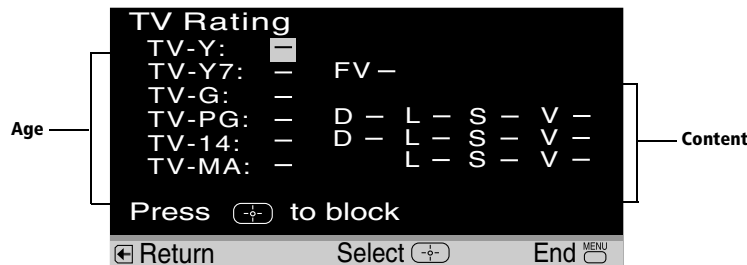 TV Rating
TV-Y: –
TV-Y7: – FV –
TV-G: –
TV-PG: – D – L – S – V –
TV-14: – D – L – S – V –
TV-MA: – L – S – V –
Age
Content
Press to block
Return Select End MENU